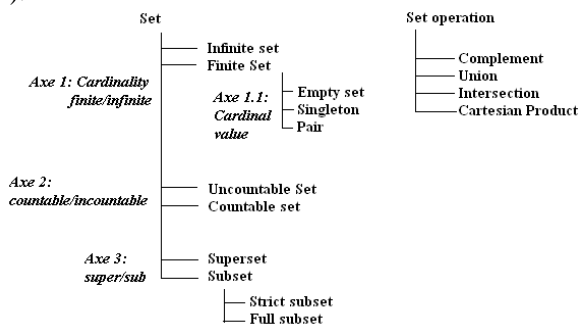 ).
Set
Set operation
Infinite set
Finite Set
Axe 1: Cardinality
finite/infinite
Axe 1.1:
Cardinal
value
Empty set
Singleton
Pair
Complement
Union
Intersection
Cartesian Product
Axe 2:
countable/incountable
Uncountable Set
Countable set
Axe 3:
super/sub
Superset
Subset
Strict subset
Full subset